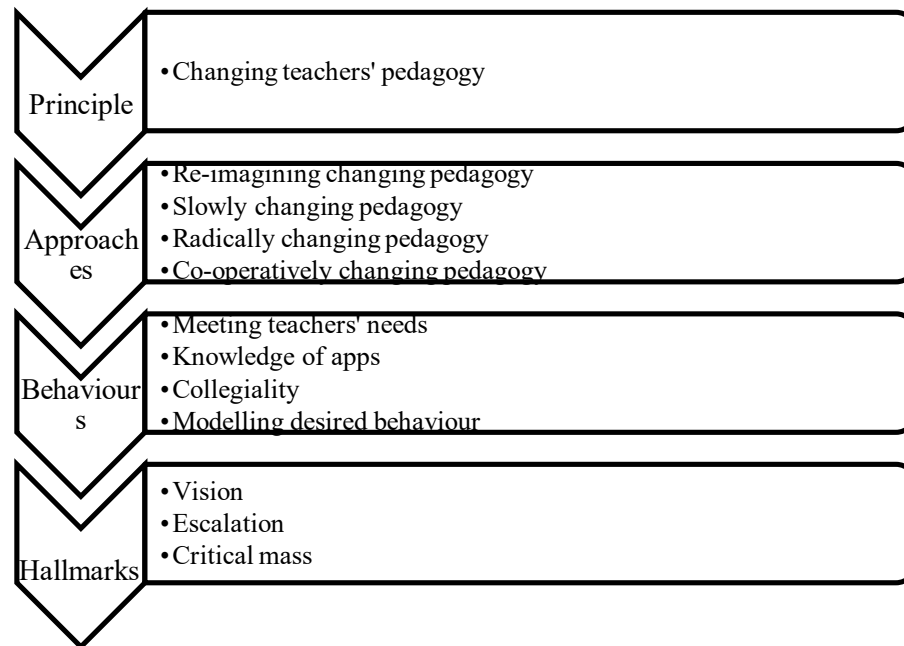 Principle
•Changing teachers' pedagogy
Approach
es
•Re-imagining changing pedagogy
•Slowly changing pedagogy
•Radically changing pedagogy
•Co-operatively changing pedagogy
Behaviour
s
•Meeting teachers' needs
•Knowledge of apps
•Collegiality
•Modelling desired behaviour
Hallmarks
•Vision
•Escalation
•Critical mass